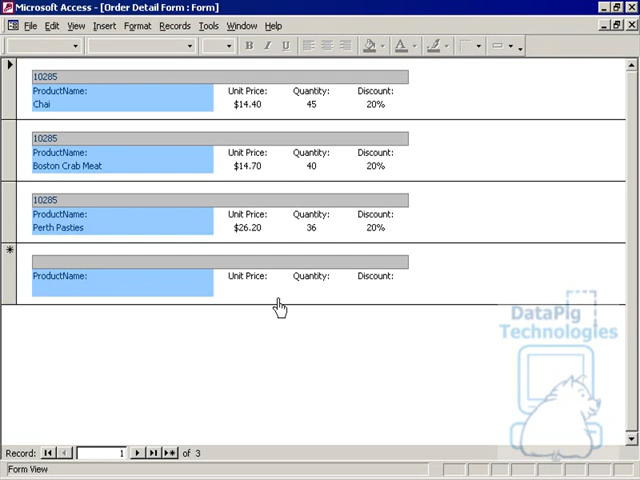 Microsoft Access - [Order Detail Form : Form]
File Edit View Insert Format Records Tools Window Help
B I U A
10285
ProductName: Unit Price: Quantity: Discount:
Chai $14.40 45 20%
10285
ProductName: Unit Price: Quantity: Discount:
Boston Crab Meat $14.70 40 20%
10285
ProductName: Unit Price: Quantity: Discount:
Perth Pasties $26.20 36 20%
ProductName: Unit Price: Quantity: Discount:
DataPig
Technologies
Record: 1 of 3
Form View